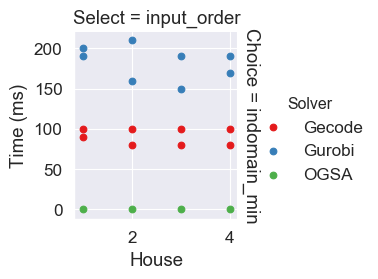 Select = input_order
Time (ms)
200
150
100
50
0
2
4
House
Choice = indomain_min
Solver
Gecode
Gurobi
OGSA